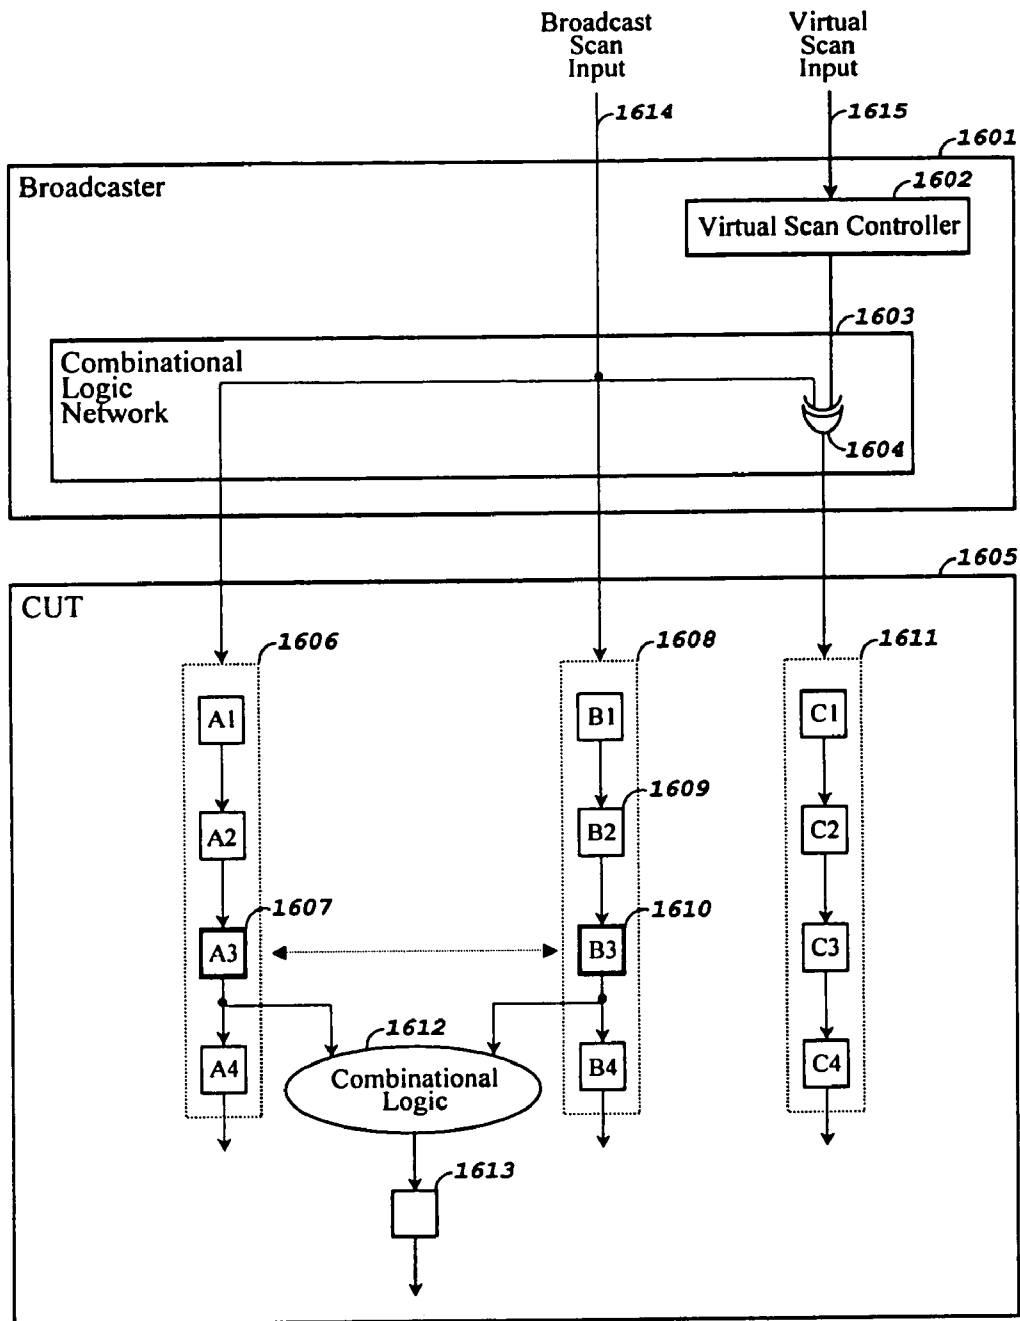 Broadcast
Scan
Input
Virtual
Scan
Input
1614
1615
1601
Broadcaster
1602
Virtual Scan Controller
1603
Combinational
Logic
Network
1604
1605
CUT
1606
1608
1611
A1
B1
C1
1609
A2
B2
C2
1607
1610
A3
B3
C3
1612
A4
Combinational
Logic
B4
C4
1613